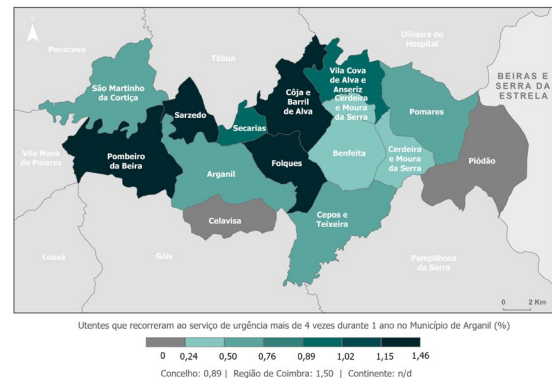 N
Penacova
Tábua
Oliveira do
Hospital
BEIRAS E
SERRA DA
ESTRELA
São Martinho
da Cortiça
Sarzedo
Secarias
Côja e
Barril de
Alva
Vila Cova
de Alva e
Anseriz
Cerdeira e
Moura da
Serra
Pomares
Vila Nova
de Poiares
Pombeiro
da Beira
Arganil
Folques
Benfeita
Cerdeira e
Moura da
Serra
Piódão
Celavisa
Cepos e
Teixeira
Lousã
Góis
Pampilhosa
da Serra
0 2 Km
Utentes que recorreram ao serviço de urgência mais de 4 vezes durante 1 ano no Município de Arganil (%)
0 0,24 0,50 0,76 0,89 1,02 1,15 1,46
Concelho: 0,89 | Região de Coimbra: 1,50 | Continente: n/d